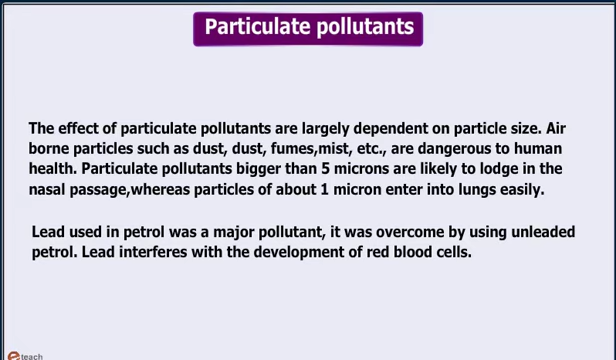 Particulate pollutants
The effect of particulate pollutants are largely dependent on particle size. Air
borne particles such as dust, dust, fumes,mist, etc., are dangerous to human
health. Particulate pollutants bigger than 5 microns are likely to lodge in the
nasal passage,whereas particles of about 1 micron enter into lungs easily.
Lead used in petrol was a major pollutant, it was overcome by using unleaded
petrol. Lead interferes with the development of red blood cells.
e teach